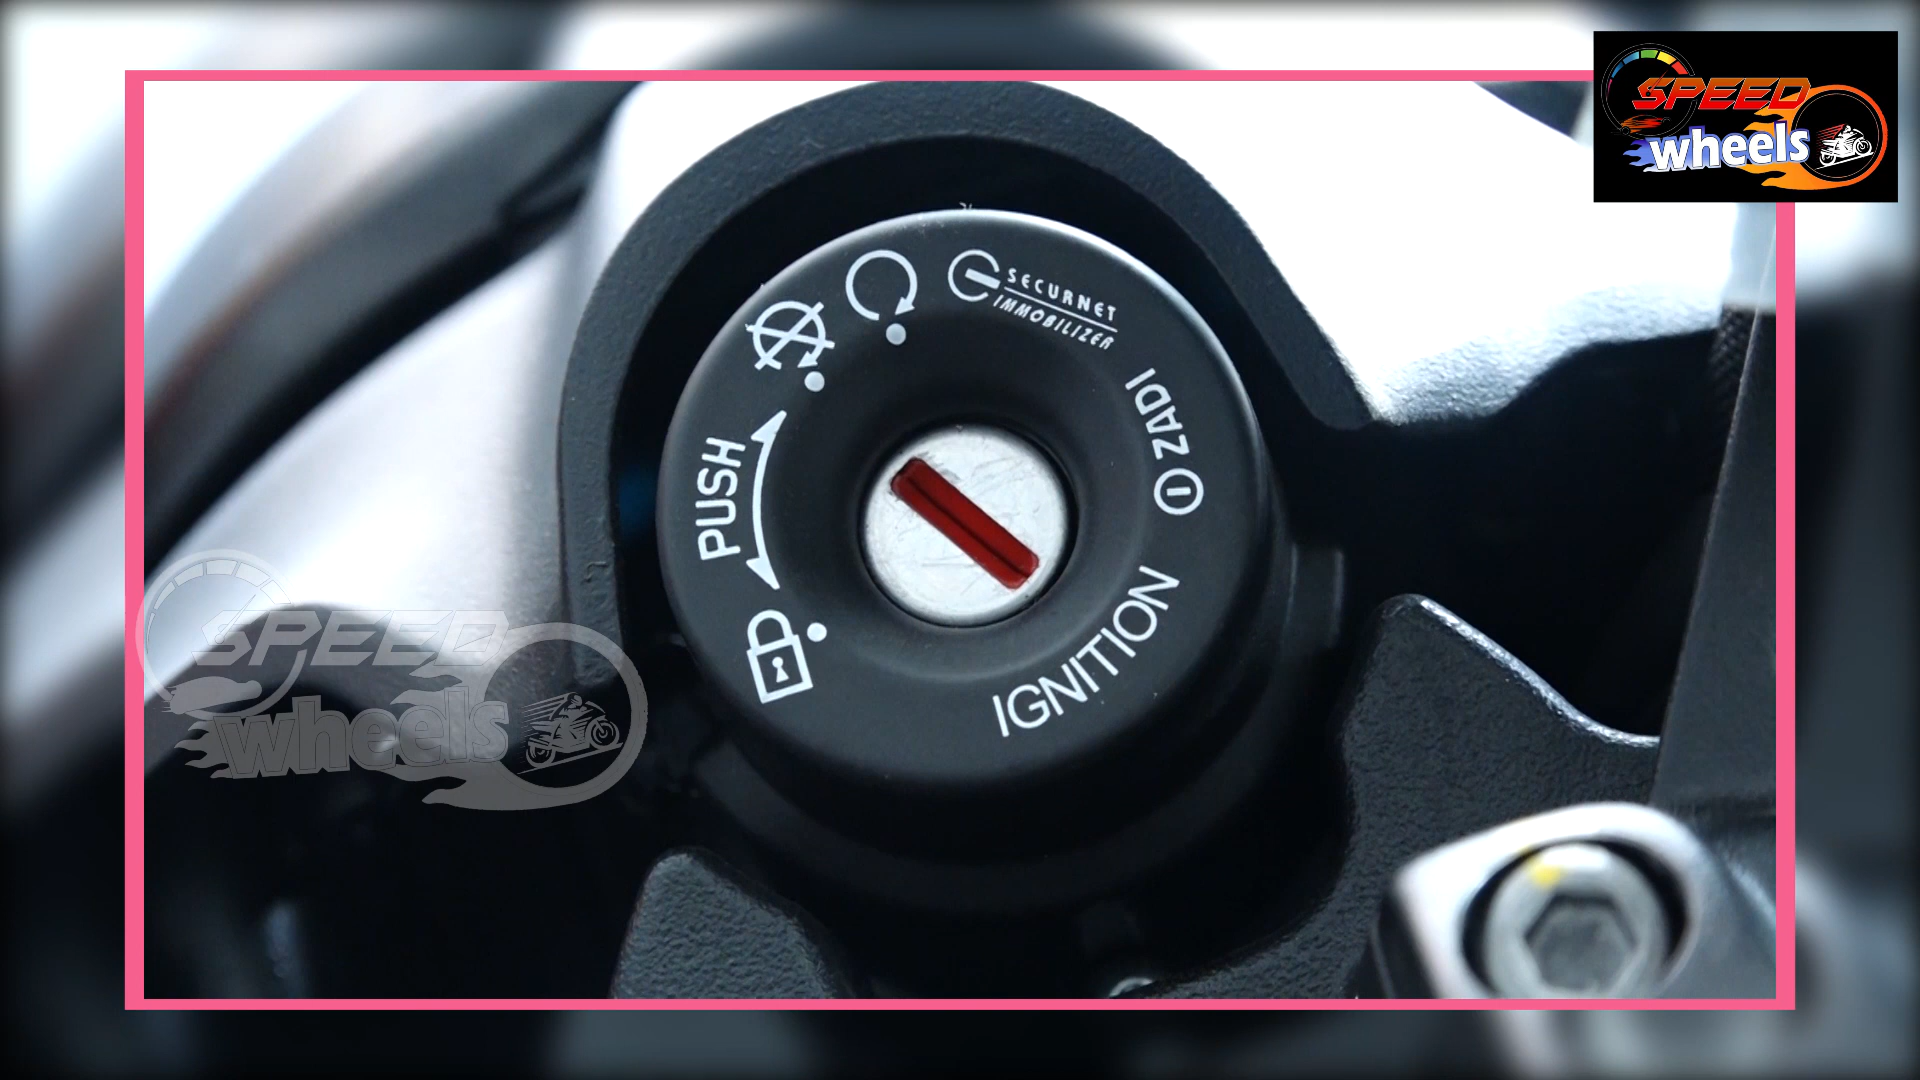 SPEED
wheels
SECURNET
IMMOBILIZER
ZADI
PUSH
IGNITION
SPEED
wheels